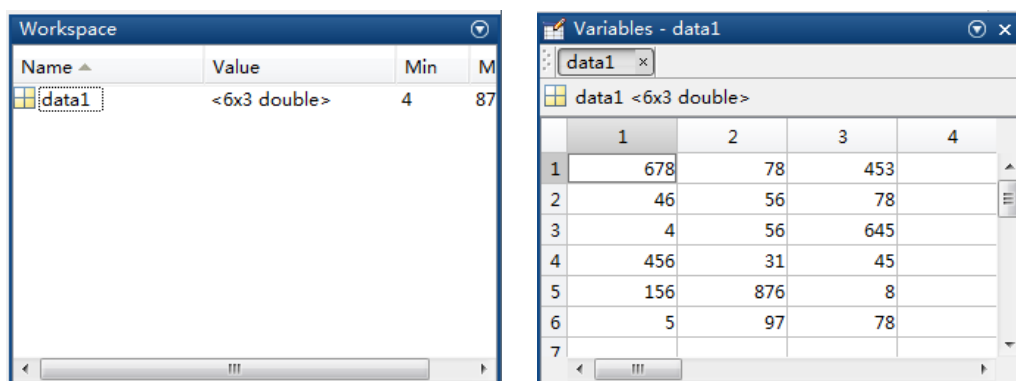 Workspace
Name Value Min M
data1 <6x3 double> 4 87
Variables - data1
data1
data1 <6x3 double>
1 2 3 4
1 678 78 453
2 46 56 78
3 4 56 645
4 456 31 45
5 156 876 8
6 5 97 78
7